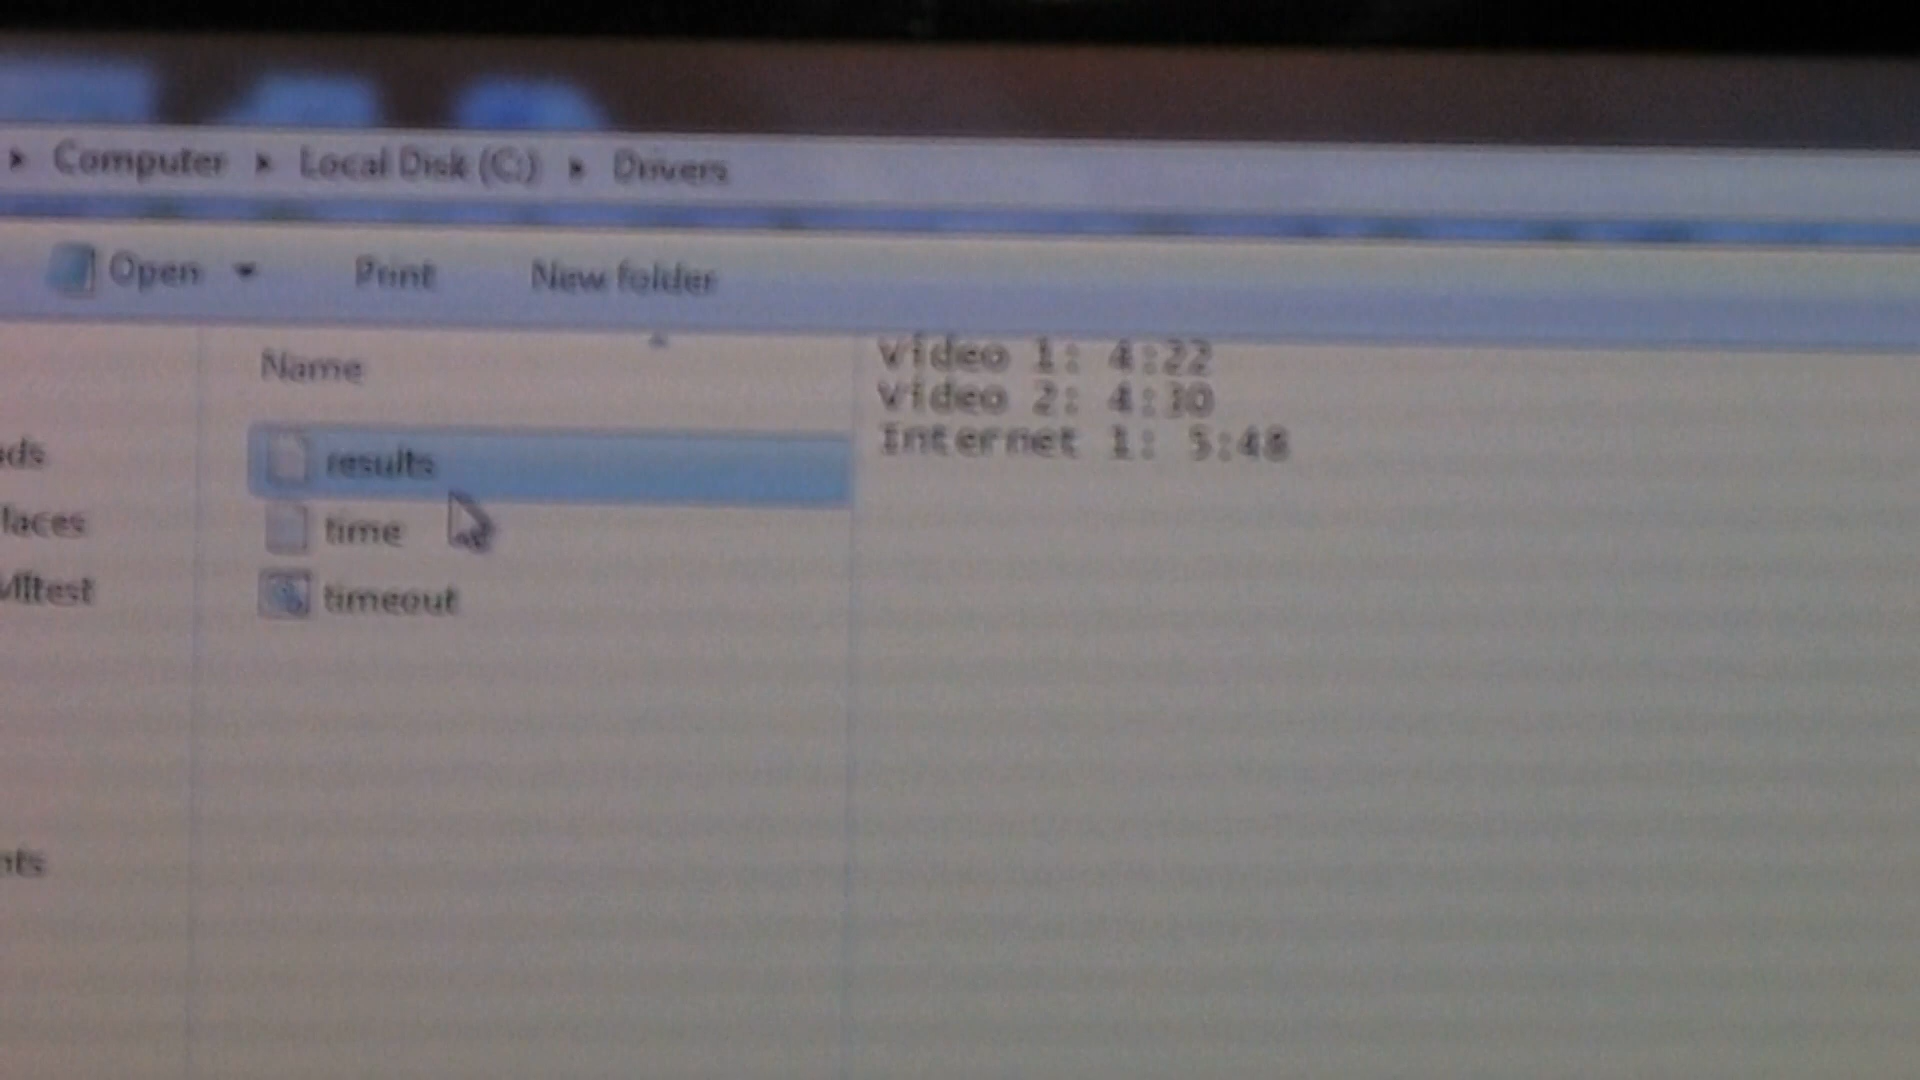 Computer ▸ Local Disk (C:) ▸ Drivers
Open Print New folder
Name
results
time
timeout
Video 1: 4:22
Video 2: 4:30
Internet 1: 5:48